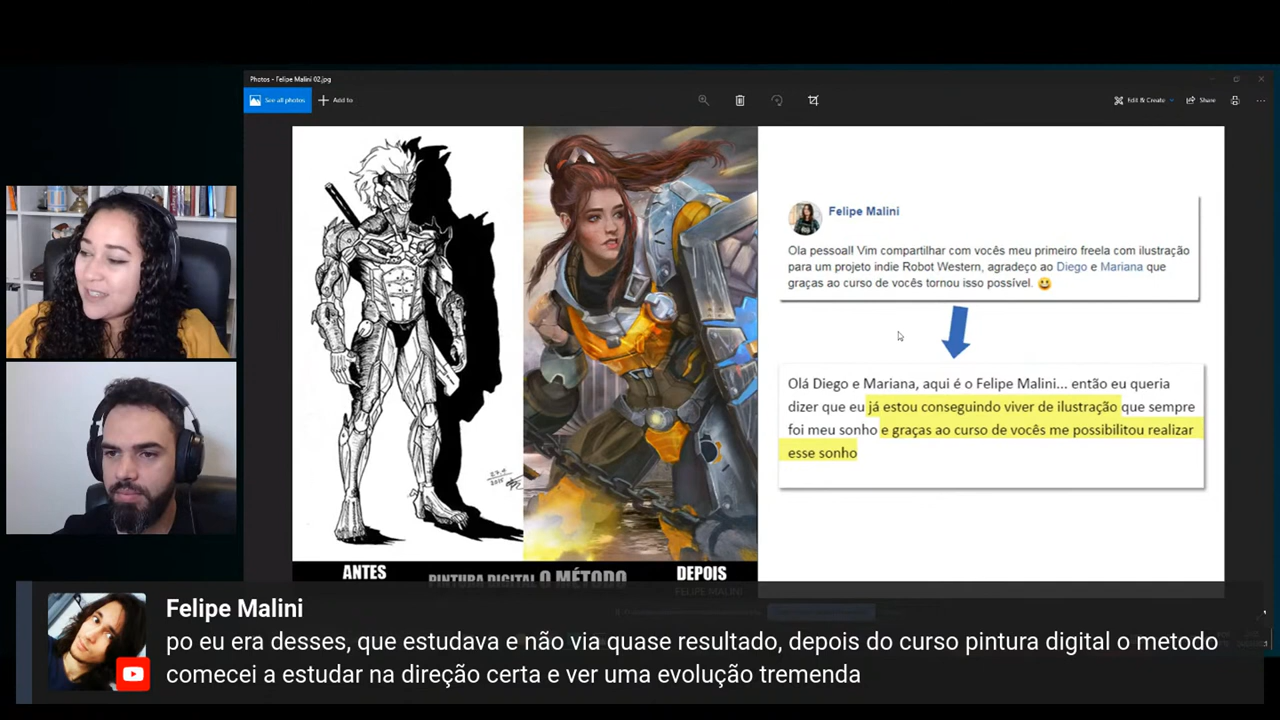 Photos - Felipe Malini 02.jpg
See all photos
Add to
Edit & Create
Share
Felipe Malini
Ola pessoal! Vim compartilhar com vocês meu primeiro freela com ilustração
para um projeto indie Robot Western, agradeço ao Diego e Mariana que
graças ao curso de vocês tornou isso possível. 😃
Olá Diego e Mariana, aqui é o Felipe Malini... então eu queria
dizer que eu já estou conseguindo viver de ilustração que sempre
foi meu sonho e graças ao curso de vocês me possibilitou realizar
esse sonho
ANTES
PINTURA DIGITAL O MÉTODO
DEPOIS
FELIPE MALINI
Felipe Malini
po eu era desses, que estudava e não via quase resultado, depois do curso pintura digital o metodo
comecei a estudar na direção certa e ver uma evolução tremenda